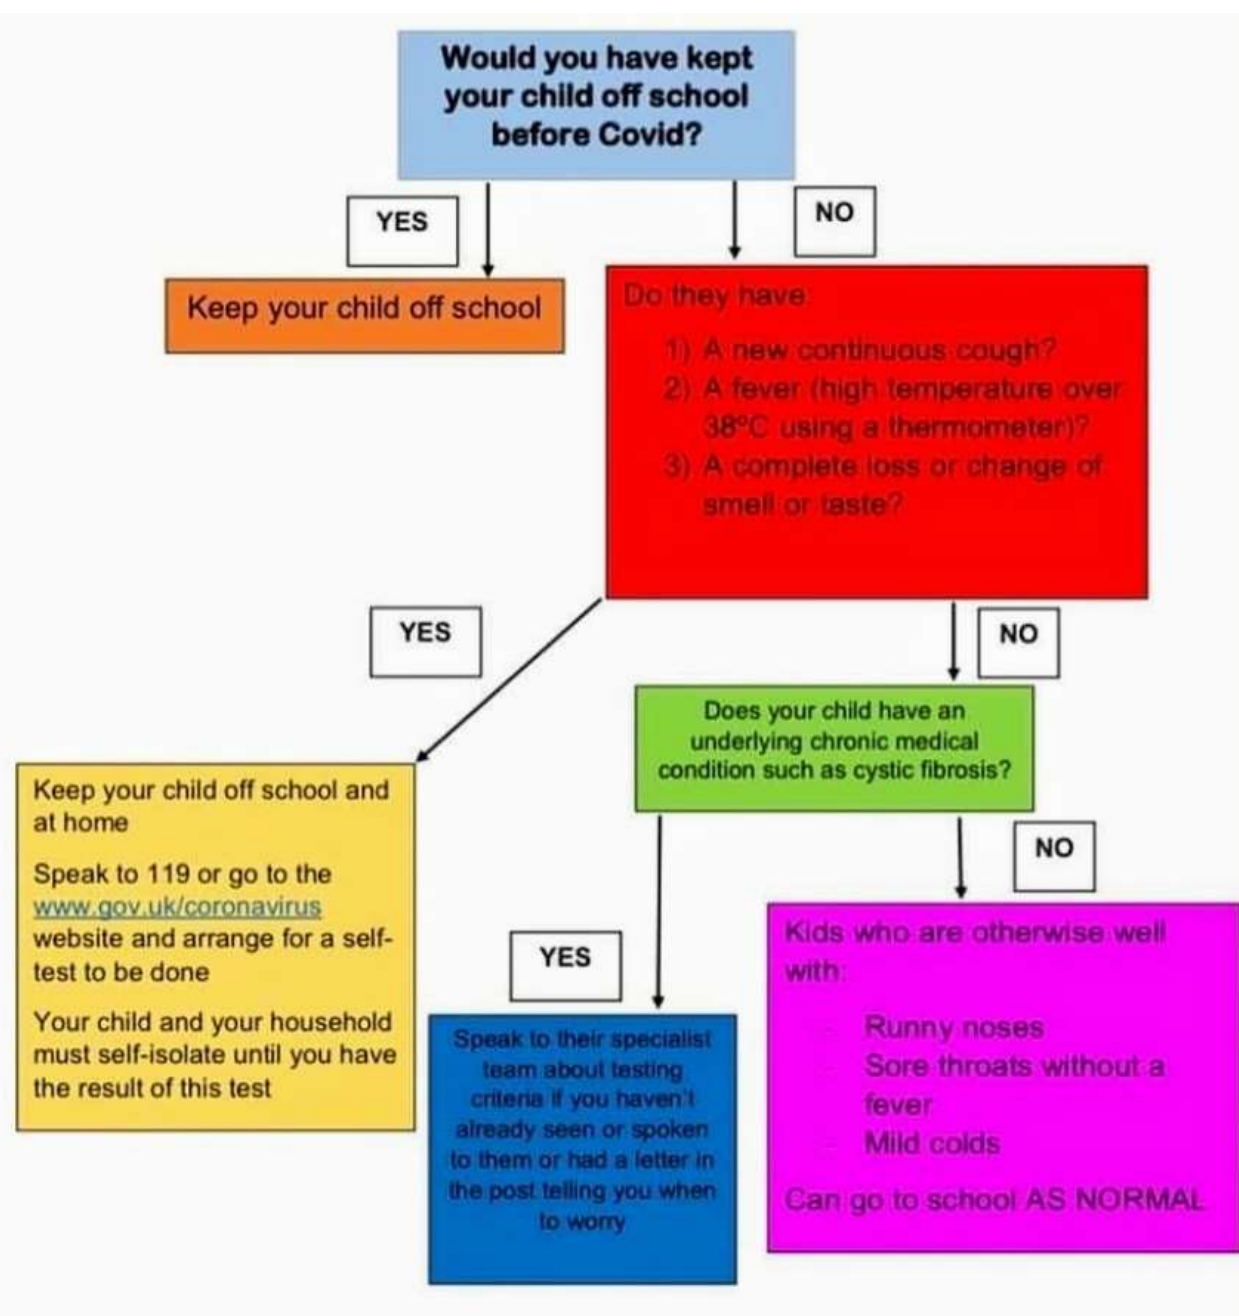 Would you have kept
your child off school
before Covid?
YES
NO
Keep your child off school
Do they have:
1) A new continuous cough?
2) A fever (high temperature over
38ºC using a thermometer)?
3) A complete loss or change of
smell or taste?
YES
NO
Does your child have an
underlying chronic medical
condition such as cystic fibrosis?
Keep your child off school and
at home
Speak to 119 or go to the
www.gov.uk/coronavirus
website and arrange for a self-
test to be done
Your child and your household
must self-isolate until you have
the result of this test
YES
NO
Speak to their specialist
team about testing
criteria if you haven't
already seen or spoken
to them or had a letter in
the post telling you when
to worry
Kids who are otherwise well
with:
- Runny noses
- Sore throats without a
fever
- Mild colds
Can go to school AS NORMAL